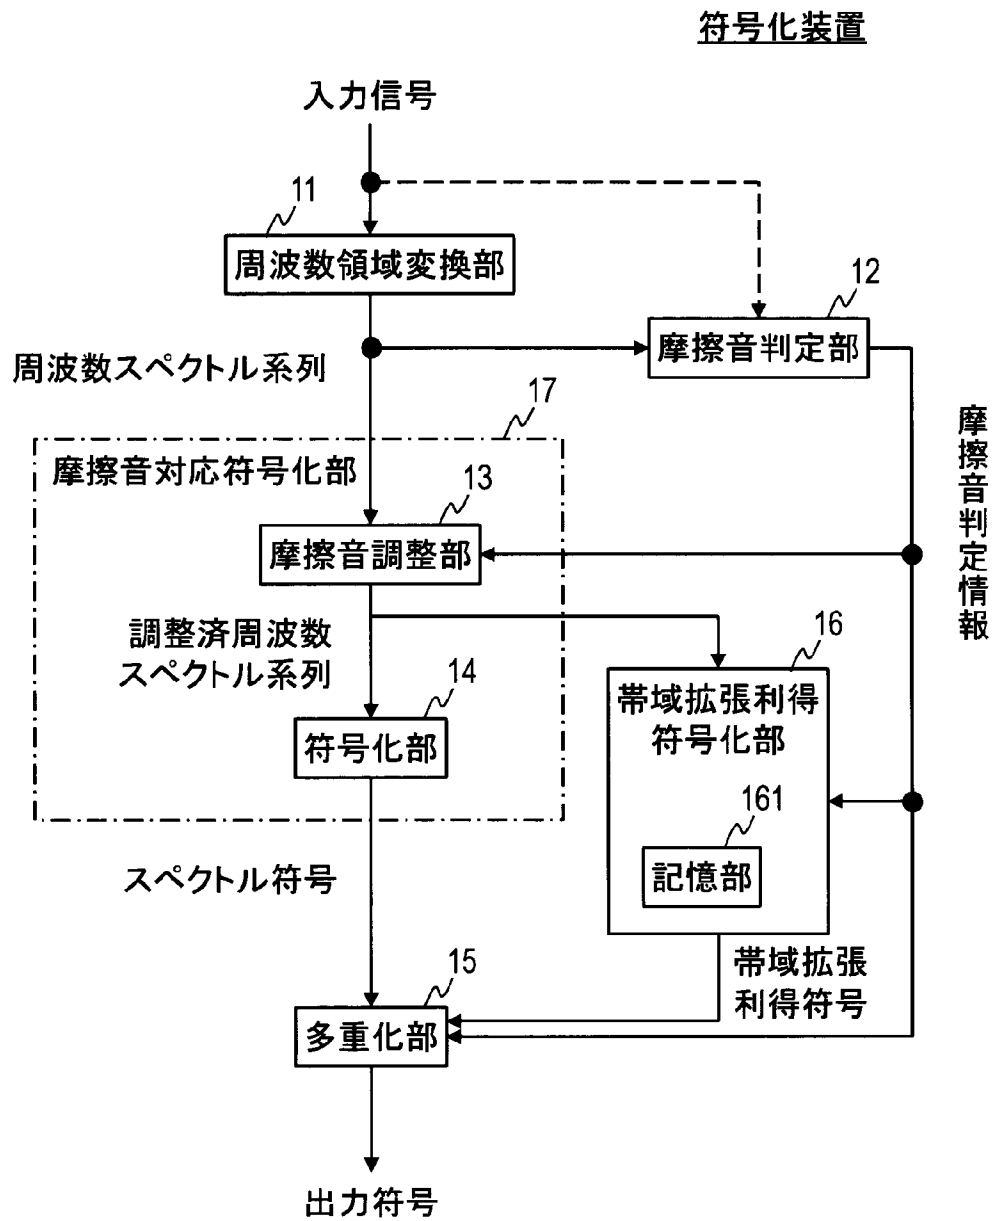 符号化装置
入力信号
11
周波数領域変換部
12
摩擦音判定部
周波数スペクトル系列
17
摩擦音対応符号化部
13
摩擦音調整部
摩擦音判定情報
調整済周波数
スペクトル系列
14
符号化部
16
帯域拡張利得
符号化部
161
記憶部
スペクトル符号
帯域拡張
利得符号
15
多重化部
出力符号